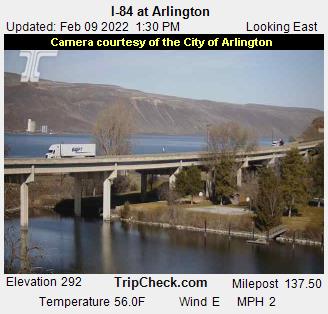 I-84 at Arlington
Updated: Feb 09 2022 1:30 PM Looking East
Camera courtesy of the City of Arlington
Elevation 292 TripCheck.com Milepost 137.50
Temperature 56.0F Wind E MPH 2